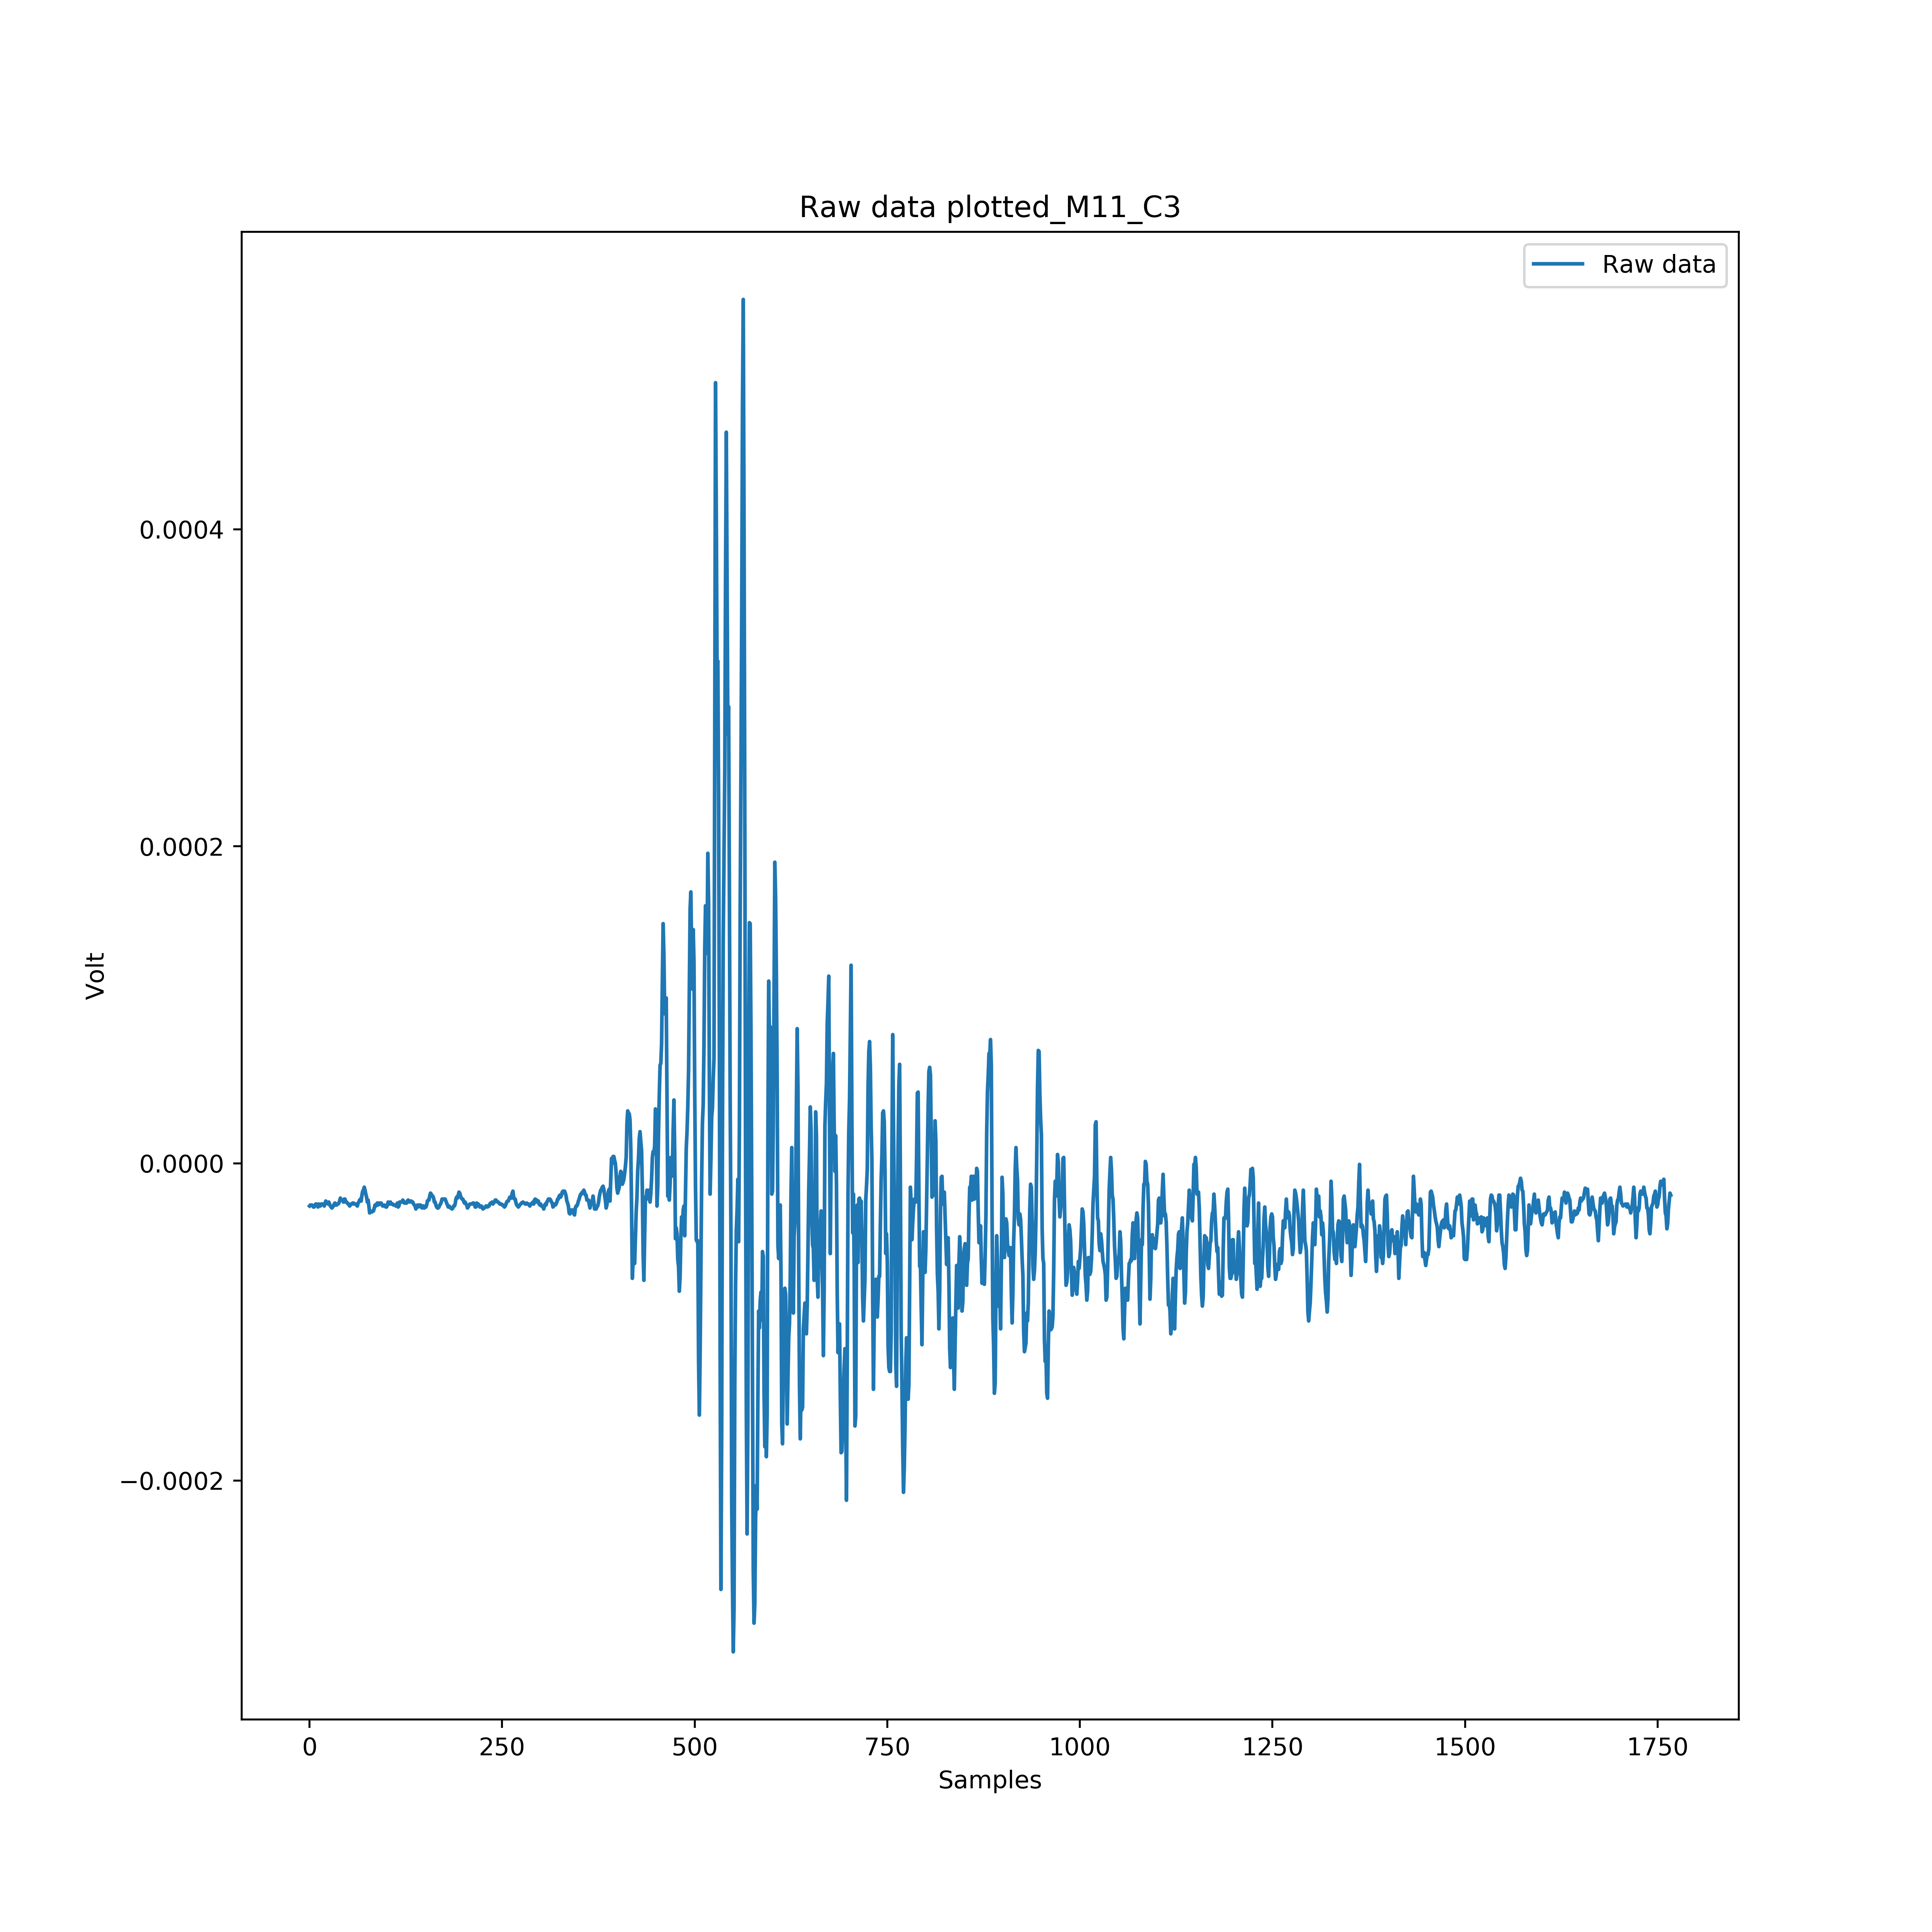 Raw data plotted_M11_C3
Raw data
Volt
0.0004
0.0002
0.0000
−0.0002
0 250 500 750 1000 1250 1500 1750
Samples